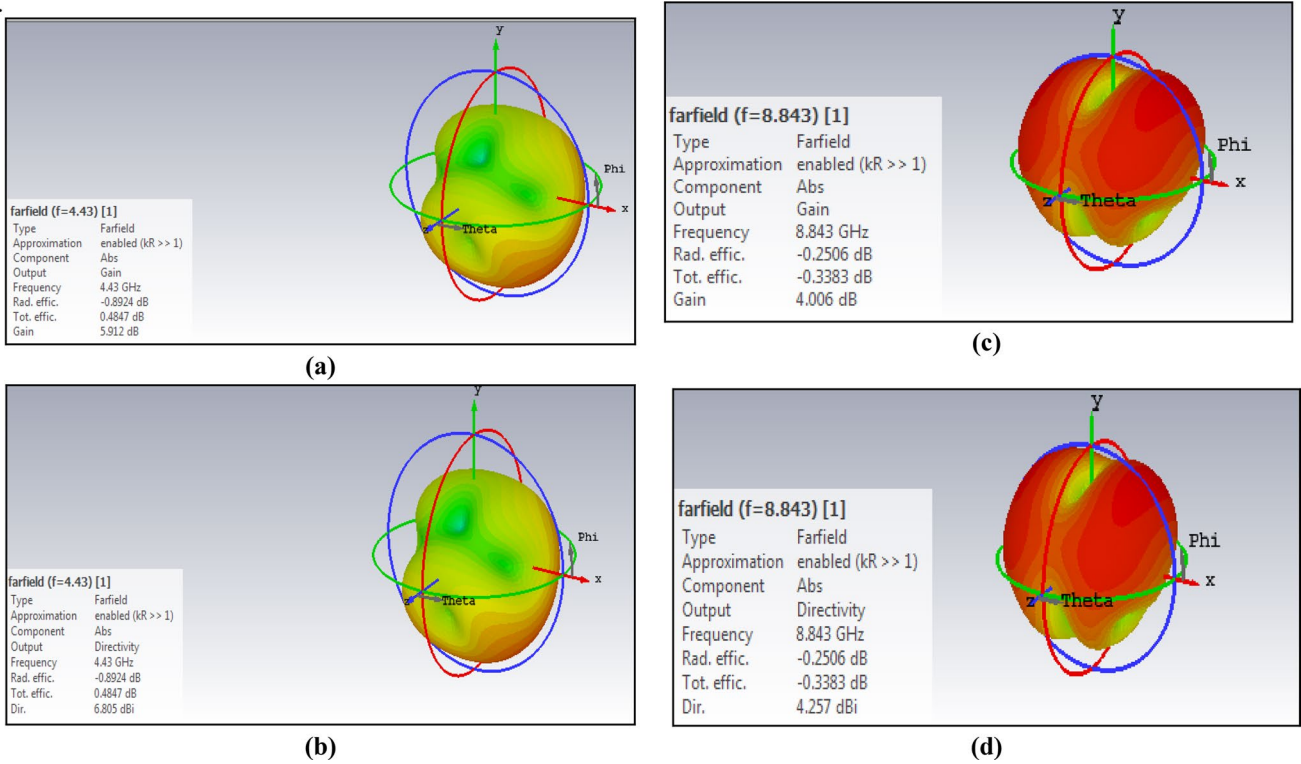 y
Phi
x
z
Theta
farfield (f=4.43) [1]
Type Farfield
Approximation enabled (kR >> 1)
Component Abs
Output Gain
Frequency 4.43 GHz
Rad. effic. -0.8924 dB
Tot. effic. 0.4847 dB
Gain 5.912 dB
(a)
y
Phi
x
z
Theta
farfield (f=4.43) [1]
Type Farfield
Approximation enabled (kR >> 1)
Component Abs
Output Directivity
Frequency 4.43 GHz
Rad. effic. -0.8924 dB
Tot. effic. 0.4847 dB
Dir. 6.805 dBi
(b)
y
Phi
x
z
Theta
farfield (f=8.843) [1]
Type Farfield
Approximation enabled (kR >> 1)
Component Abs
Output Gain
Frequency 8.843 GHz
Rad. effic. -0.2506 dB
Tot. effic. -0.3383 dB
Gain 4.006 dB
(c)
y
Phi
x
z
Theta
farfield (f=8.843) [1]
Type Farfield
Approximation enabled (kR >> 1)
Component Abs
Output Directivity
Frequency 8.843 GHz
Rad. effic. -0.2506 dB
Tot. effic. -0.3383 dB
Dir. 4.257 dBi
(d)